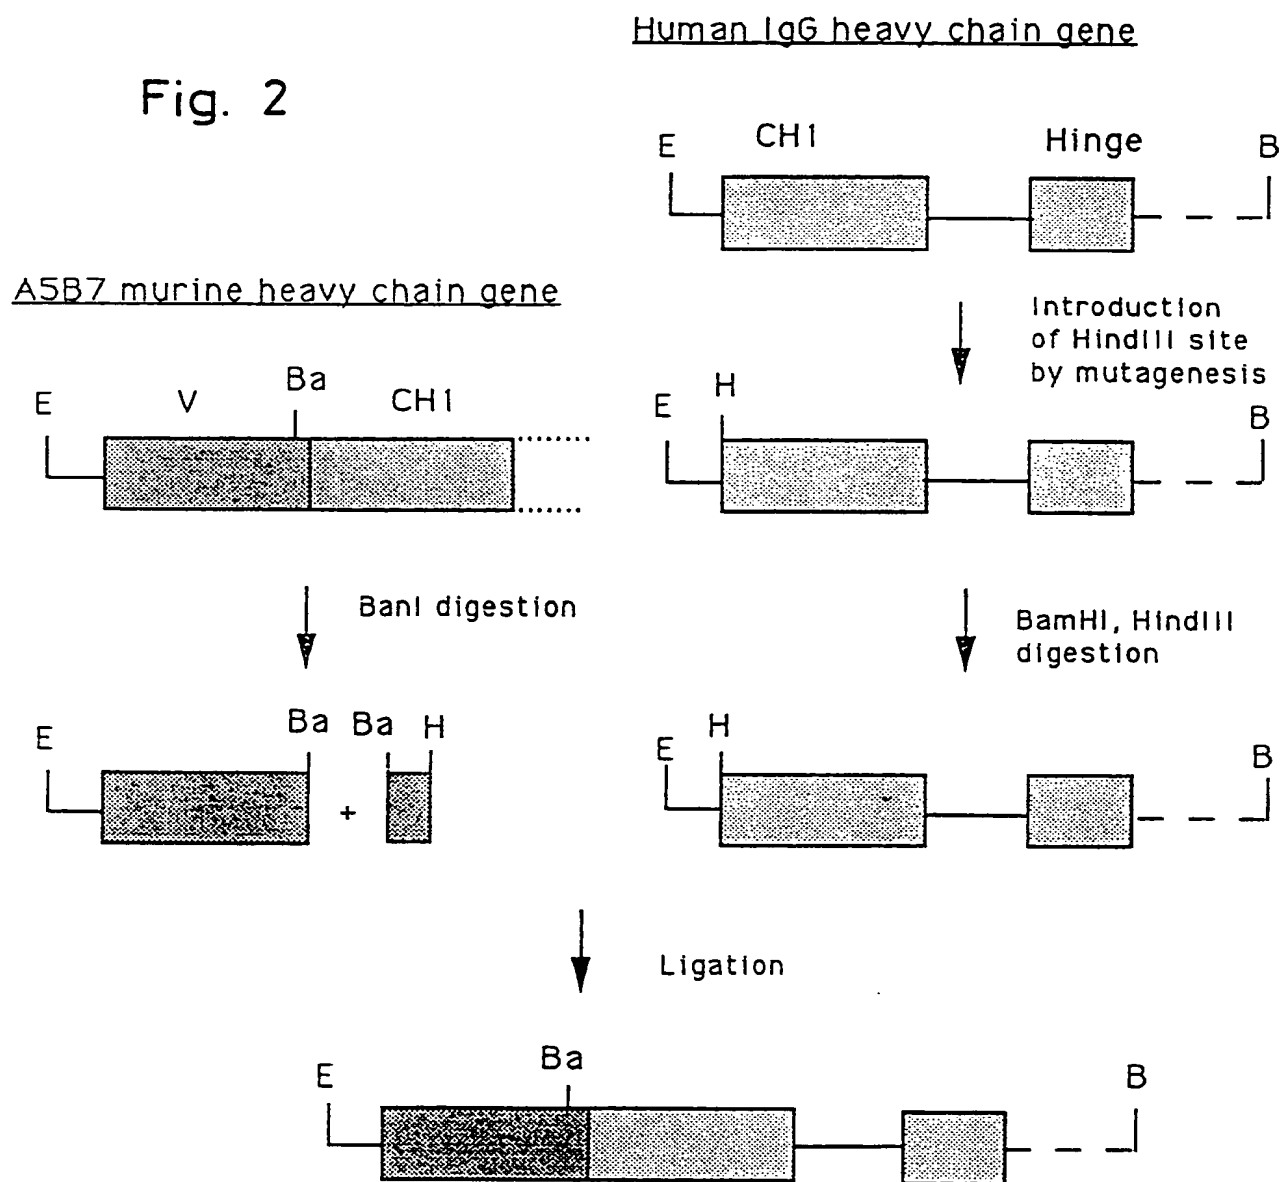 Human IgG heavy chain gene
Fig. 2
E CH1 Hinge B
A5B7 murine heavy chain gene
Introduction
of HindIII site
by mutagenesis
E V Ba CH1
E H B
BanI digestion
BamHI, HindIII
digestion
E Ba Ba H
+
E H B
Ligation
E Ba B